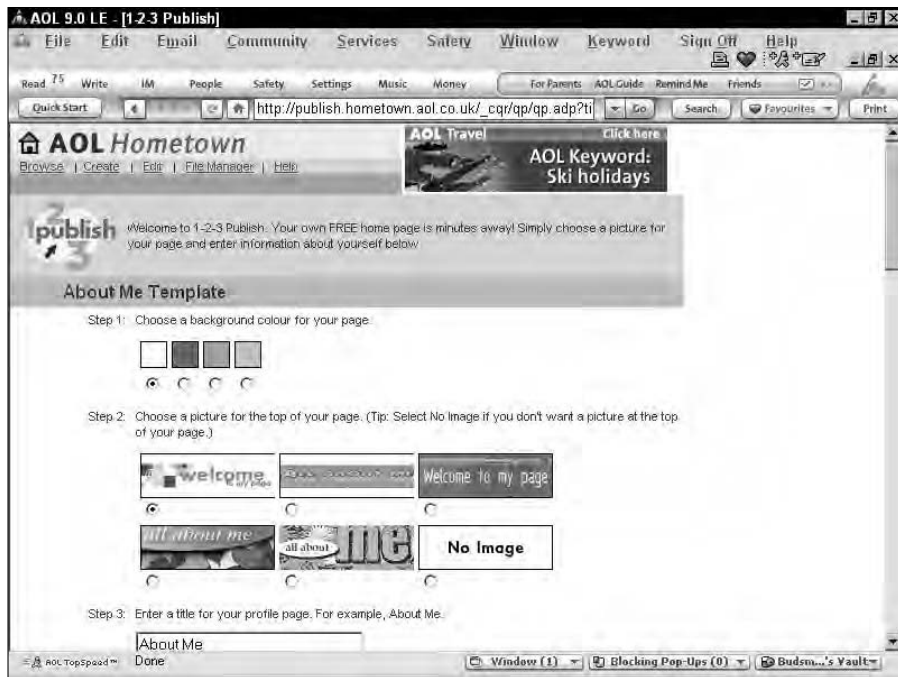 AOL 9.0 LE - [1-2-3 Publish]
File Edit Email Community Services Safety Window Keyword Sign Off Help
Read 75 Write IM People Safety Settings Music Money For Parents AOL Guide Remind Me Friends
Quick Start http://publish.hometown.aol.co.uk/_cqr/qp/qp.adp?ti Go Search Favourites Print
AOL Hometown
Browse | Create | Edit | File Manager | Help
AOL Travel Click here
AOL Keyword:
Ski holidays
123 publish
Welcome to 1-2-3 Publish. Your own FREE home page is minutes away! Simply choose a picture for
your page and enter information about yourself below
About Me Template
Step 1: Choose a background colour for your page
Step 2: Choose a picture for the top of your page. (Tip: Select No Image if you don't want a picture at the top
of your page.)
welcome
to my page
Welcome to my page
all about me
all about me
No Image
Step 3: Enter a title for your profile page. For example, About Me.
About Me
AOL TopSpeed™ Done Window (1) Blocking Pop-Ups (0) Budsm...'s Vault